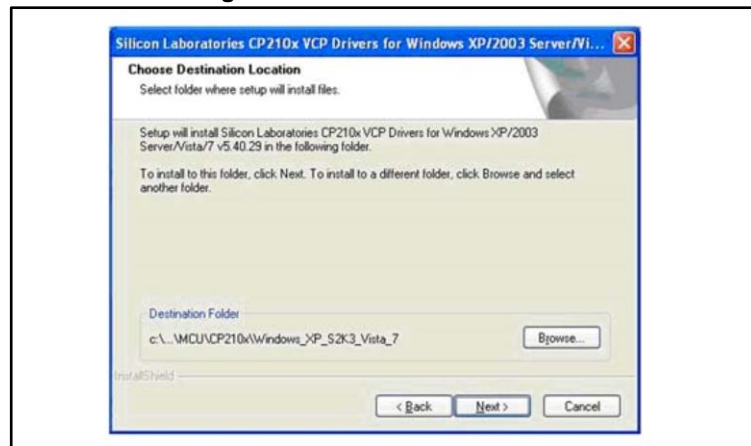 Silicon Laboratories CP210x VCP Drivers for Windows XP/2003 Server/Vi...
Choose Destination Location
Select folder where setup will install files.
Setup will install Silicon Laboratories CP210x VCP Drivers for Windows XP/2003
Server/Vista/7 v5.40.29 in the following folder.
To install to this folder, click Next. To install to a different folder, click Browse and select
another folder.
Destination Folder
c:\...\MCU\CP210x\Windows_XP_S2K3_Vista_7
Browse...
InstallShield
< Back
Next >
Cancel